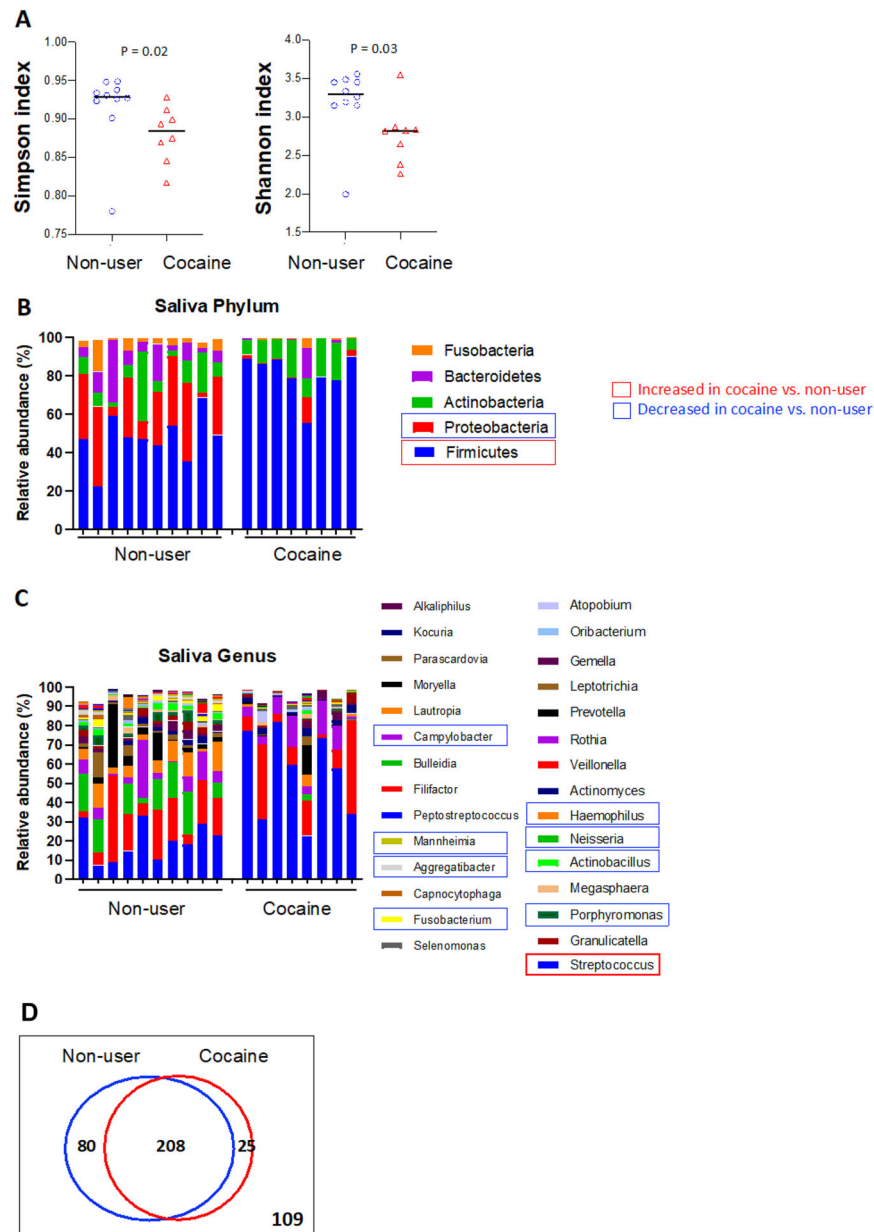 A
P = 0.02
P = 0.03
Simpson index
1.00
0.95
0.90
0.85
0.80
0.75
Non-user
Cocaine
Shannon index
4.0
3.5
3.0
2.5
2.0
1.5
Non-user
Cocaine
B
Saliva Phylum
Relative abundance (%)
100
80
60
40
20
0
Non-user
Cocaine
Fusobacteria
Bacteroidetes
Actinobacteria
Proteobacteria
Firmicutes
Increased in cocaine vs. non-user
Decreased in cocaine vs. non-user
C
Saliva Genus
Relative abundance (%)
100
90
80
70
60
50
40
30
20
10
0
Non-user
Cocaine
Alkaliphilus
Kocuria
Parascardovia
Moryella
Lautropia
Campylobacter
Bulleidia
Filifactor
Peptostreptococcus
Mannheimia
Aggregatibacter
Capnocytophaga
Fusobacterium
Selenomonas
Atopobium
Oribacterium
Gemella
Leptotrichia
Prevotella
Rothia
Veillonella
Actinomyces
Haemophilus
Neisseria
Actinobacillus
Megasphaera
Porphyromonas
Granulicatella
Streptococcus
D
Non-user
Cocaine
80
208
25
109